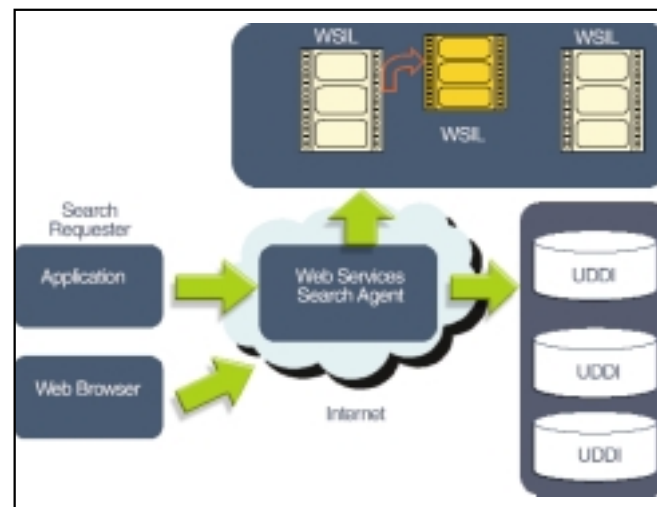 WSIL
WSIL
WSIL
Search
Requester
Application
Web Services
Search Agent
UDDI
Web Browser
UDDI
Internet
UDDI